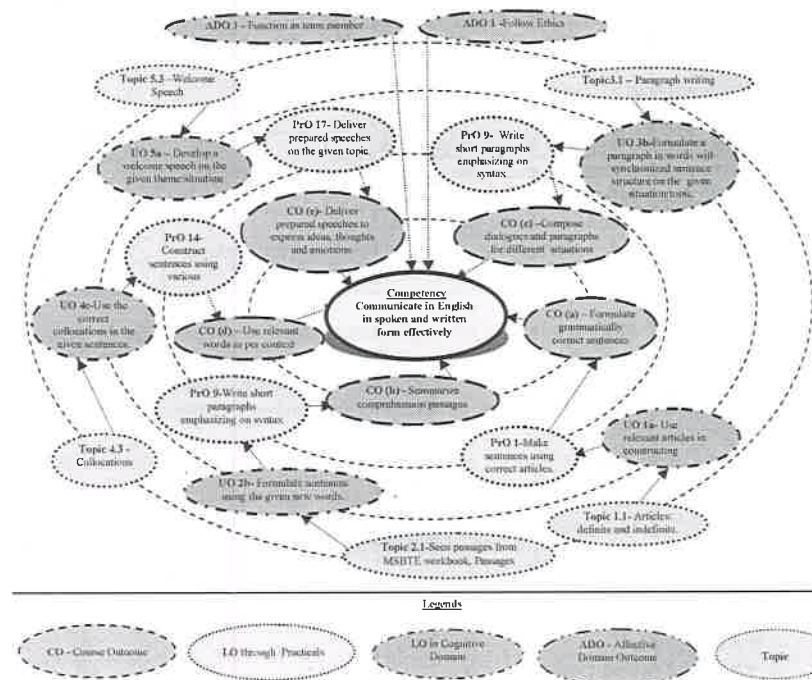 ADO 3 - Function as team member
ADO 1 -Follow Ethics
Topic 5.3 -Welcome
Speech
Topic3.1 – Paragraph writing
PrO 17- Deliver
prepared speeches
on the given topic.
PrO 9- Write
short paragraphs
emphasizing on
syntax
UO 5a – Develop a
welcome speech on the
given theme/situation
UO 3b-Formulate a
paragraph in words with
synchronized sentence
structure on the given
situation/topic.
CO (e)- Deliver
prepared speeches to
express ideas, thoughts
and emotions
CO (c) –Compose
dialogues and paragraphs
for different situations
PrO 14-
Construct
sentences using
various
Competency
Communicate in English
in spoken and written
form effectively
UO 4c-Use the
correct
collocations in the
given sentences.
CO (d) – Use relevant
words as per context
CO (a) – Formulate
grammatically
correct sentences
PrO 9-Write short
paragraphs
emphasizing on syntax
CO (b) – Summarize
comprehension passages
PrO 1-Make
sentences using
correct articles.
UO 1a- Use
relevant articles in
constructing
Topic 4.3 -
Collocations
UO 2b- Formulate sentences
using the given new words.
Topic 1.1- Articles:
definite and indefinite.
Topic 2.1-Seen passages from
MSBTE workbook. Passages
Legends
CO - Course Outcome
LO through Practicals
LO in Cognitive
Domain
ADO - Affective
Domain Outcome
Topic